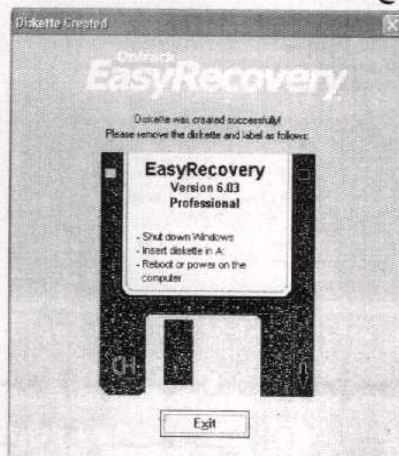 Diskette Created
Ontrack
EasyRecovery
Diskette was created successfully!
Please remove the diskette and label as follows:
EasyRecovery
Version 6.03
Professional
- Shut down Windows
- Insert diskette in A:
- Reboot or power on the
computer
Exit